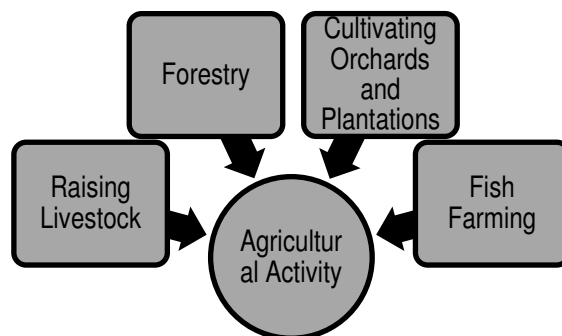 Forestry
Cultivating
Orchards
and
Plantations
Raising
Livestock
Fish
Farming
Agricultur
al Activity